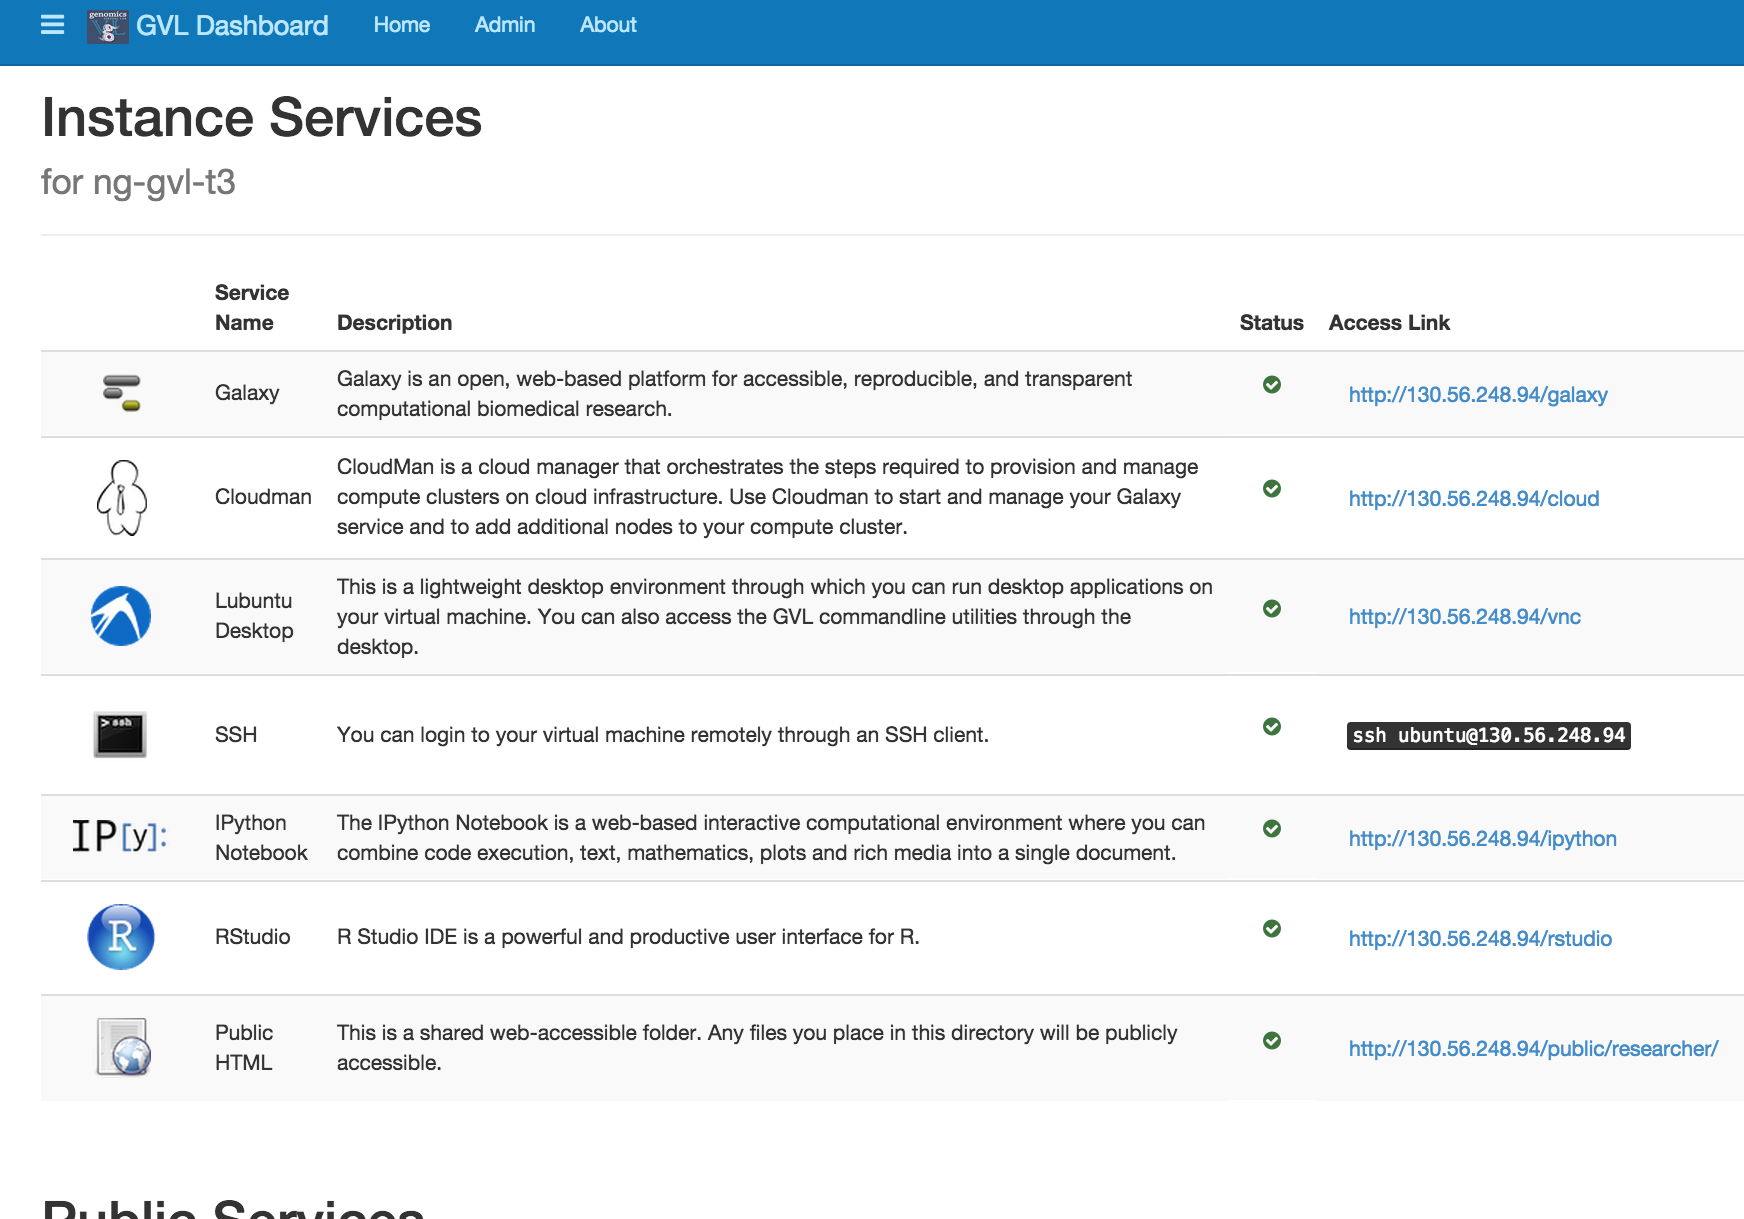 genomics
GVL Dashboard Home Admin About
Instance Services
for ng-gvl-t3
Service
Name Description Status Access Link
Galaxy is an open, web-based platform for accessible, reproducible, and transparent
Galaxy http://130.56.248.94/galaxy
computational biomedical research.
CloudMan is a cloud manager that orchestrates the steps required to provision and manage
Cloudman compute clusters on cloud infrastructure. Use Cloudman to start and manage your Galaxy http://130.56.248.94/cloud
service and to add additional nodes to your compute cluster.
This is a lightweight desktop environment through which you can run desktop applications on
Lubuntu
your virtual machine. You can also access the GVL commandline utilities through the http://130.56.248.94/vnc
Desktop
desktop.
> ssh
SSH You can login to your virtual machine remotely through an SSH client. ssh ubuntu@130.56.248.94
IPython The IPython Notebook is a web-based interactive computational environment where you can
IP[y]: http://130.56.248.94/ipython
Notebook combine code execution, text, mathematics, plots and rich media into a single document.
R RStudio R Studio IDE is a powerful and productive user interface for R. http://130.56.248.94/rstudio
Public This is a shared web-accessible folder. Any files you place in this directory will be publicly
http://130.56.248.94/public/researcher/
HTML accessible.
Public Services